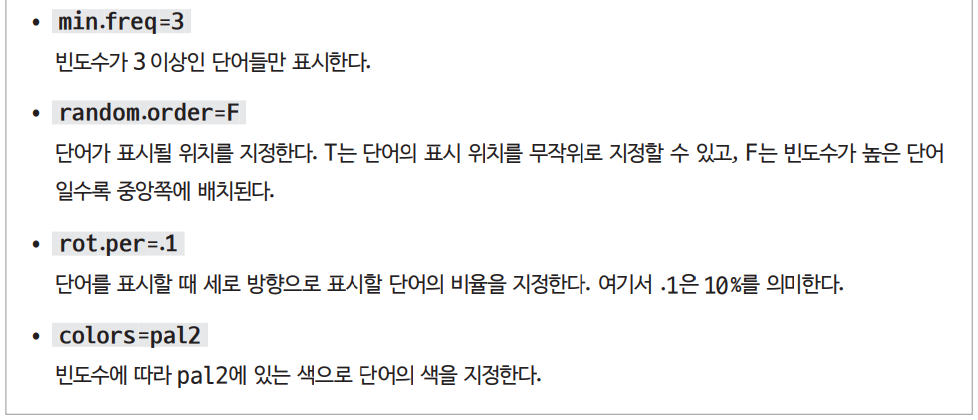 • min.freq=3
빈도수가 3 이상인 단어들만 표시한다.
• random.order=F
단어가 표시될 위치를 지정한다. T는 단어의 표시 위치를 무작위로 지정할 수 있고, F는 빈도수가 높은 단어
일수록 중앙쪽에 배치된다.
• rot.per=.1
단어를 표시할 때 세로 방향으로 표시할 단어의 비율을 지정한다. 여기서 .1은 10%를 의미한다.
• colors=pal2
빈도수에 따라 pal2에 있는 색으로 단어의 색을 지정한다.